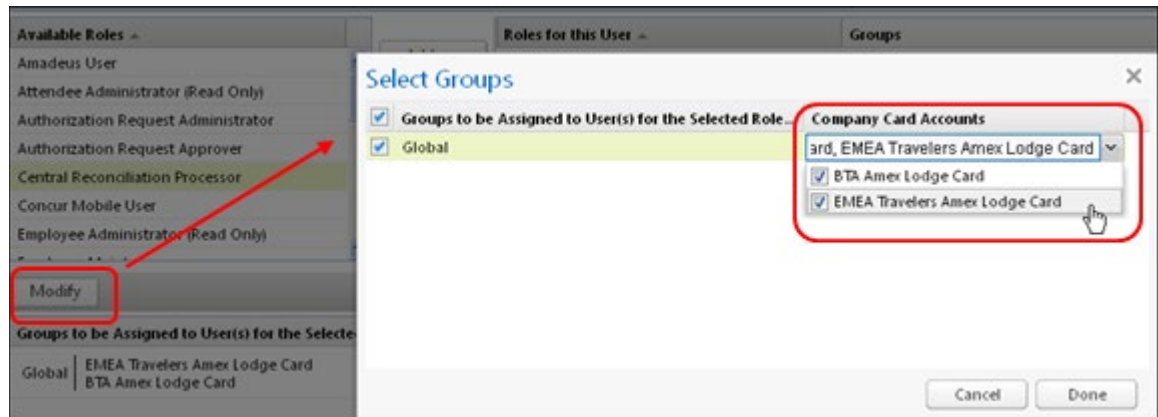 Available Roles
Amadeus User
Attendee Administrator (Read Only)
Authorization Request Administrator
Authorization Request Approver
Central Reconciliation Processor
Concur Mobile User
Employee Administrator (Read Only)
Modify
Groups to be Assigned to User(s) for the Selecte
Global
EMEA Travelers Amex Lodge Card
BTA Amex Lodge Card
Roles for this User
Groups
Select Groups
Groups to be Assigned to User(s) for the Selected Role...
Company Card Accounts
Global
ard, EMEA Travelers Amex Lodge Card
BTA Amex Lodge Card
EMEA Travelers Amex Lodge Card
Cancel
Done